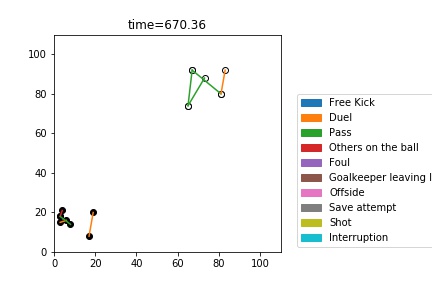 time=670.36
100
80
60
40
20
0
0 20 40 60 80 100
Free Kick
Duel
Pass
Others on the ball
Foul
Goalkeeper leaving l
Offside
Save attempt
Shot
Interruption